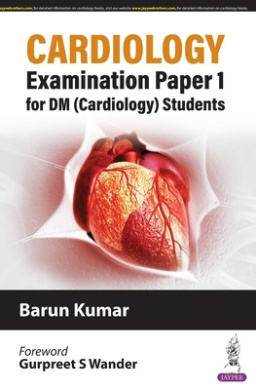 CARDIOLOGY
Examination Paper 1
for DM (Cardiology) Students
Barun Kumar
Foreword
Gurpreet S Wander
JAYPEE